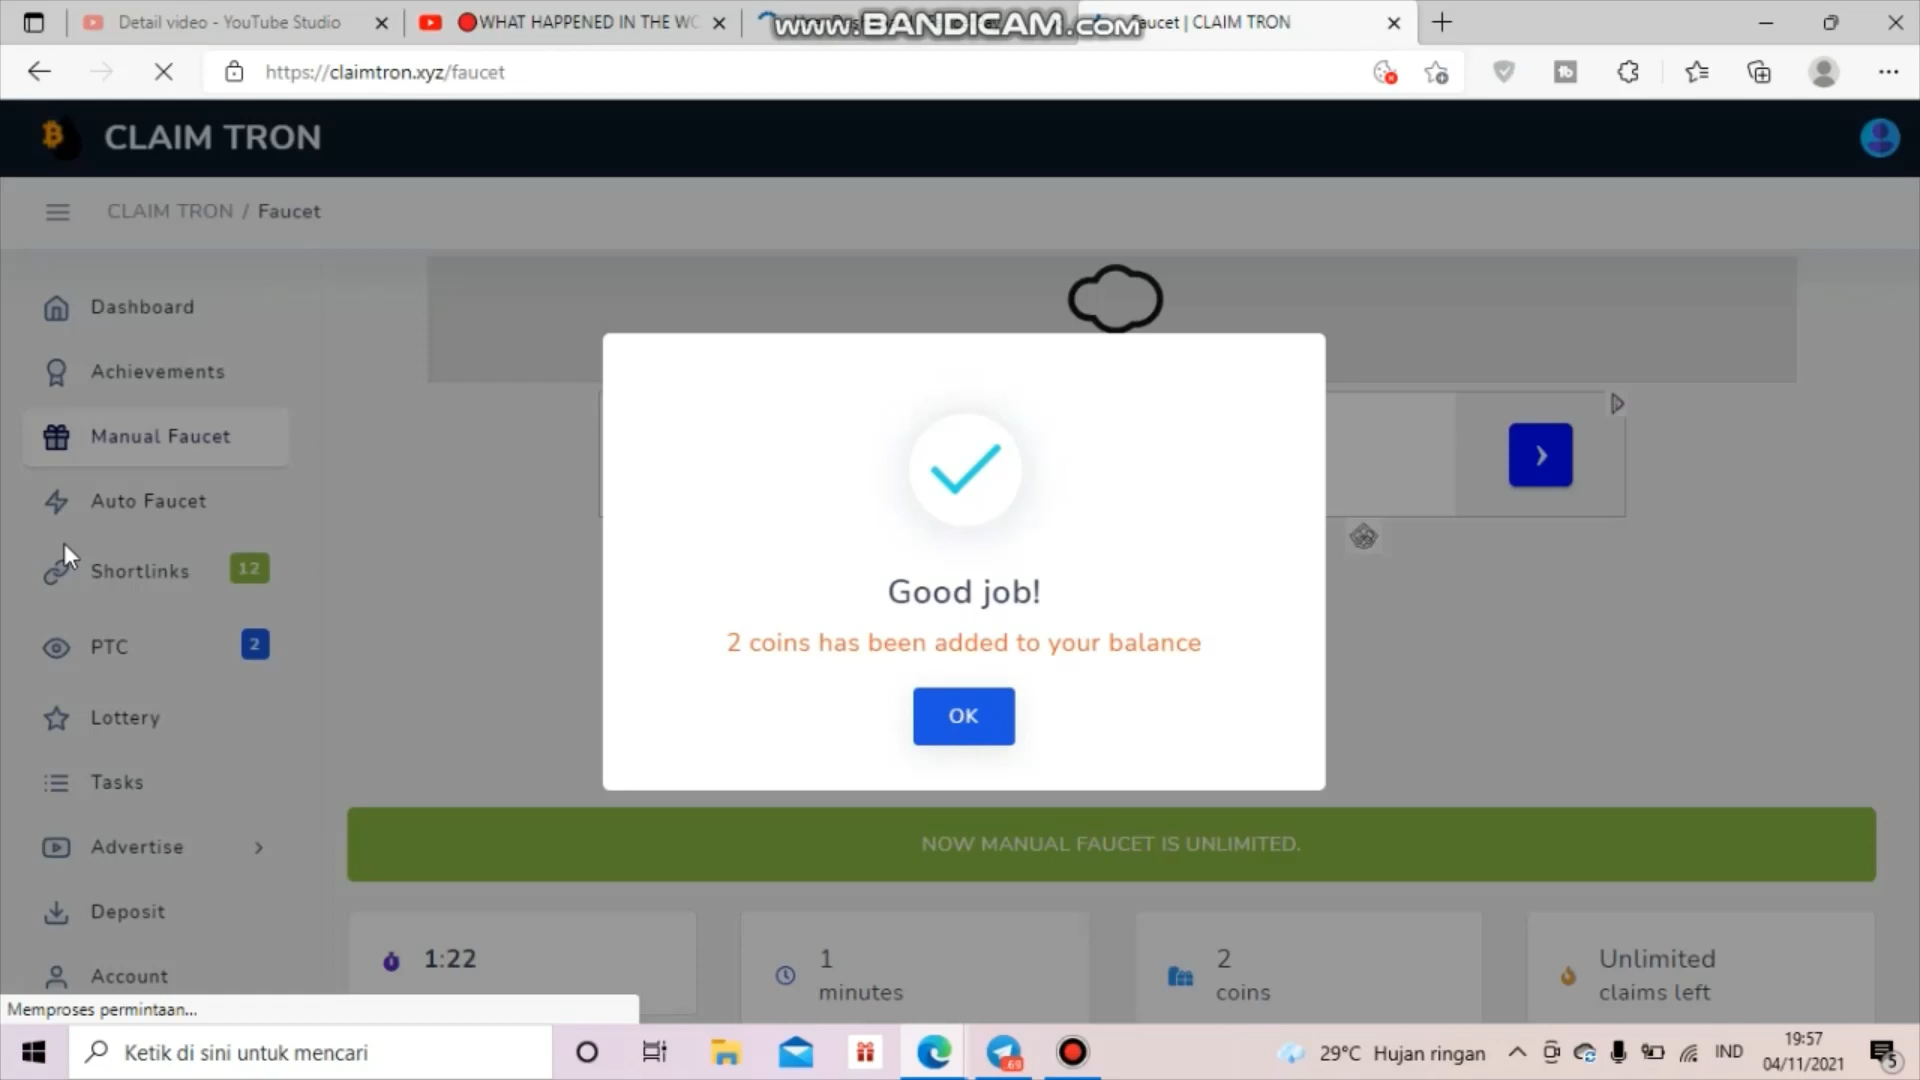 Detail video - YouTube Studio
WHAT HAPPENED IN THE WO
www.BANDICAM.com
Faucet | CLAIM TRON
https://claimtron.xyz/faucet
CLAIM TRON
CLAIM TRON / Faucet
Dashboard
Achievements
Manual Faucet
Auto Faucet
Shortlinks 12
PTC 2
Lottery
Tasks
Advertise
Deposit
Account
Good job!
2 coins has been added to your balance
OK
NOW MANUAL FAUCET IS UNLIMITED.
1:22
1
minutes
2
coins
Unlimited
claims left
Memproses permintaan...
Ketik di sini untuk mencari
69
29°C Hujan ringan
IND
19:57
04/11/2021
5